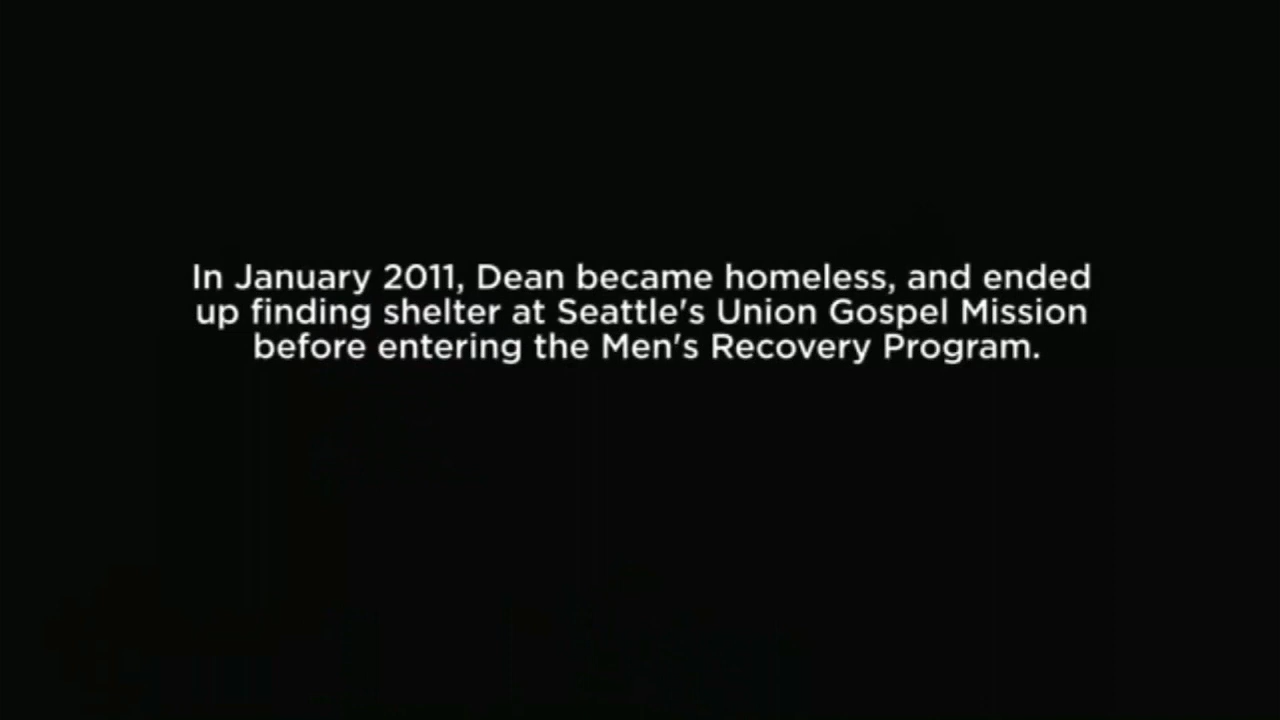 In January 2011, Dean became homeless, and ended
up finding shelter at Seattle's Union Gospel Mission
before entering the Men's Recovery Program.